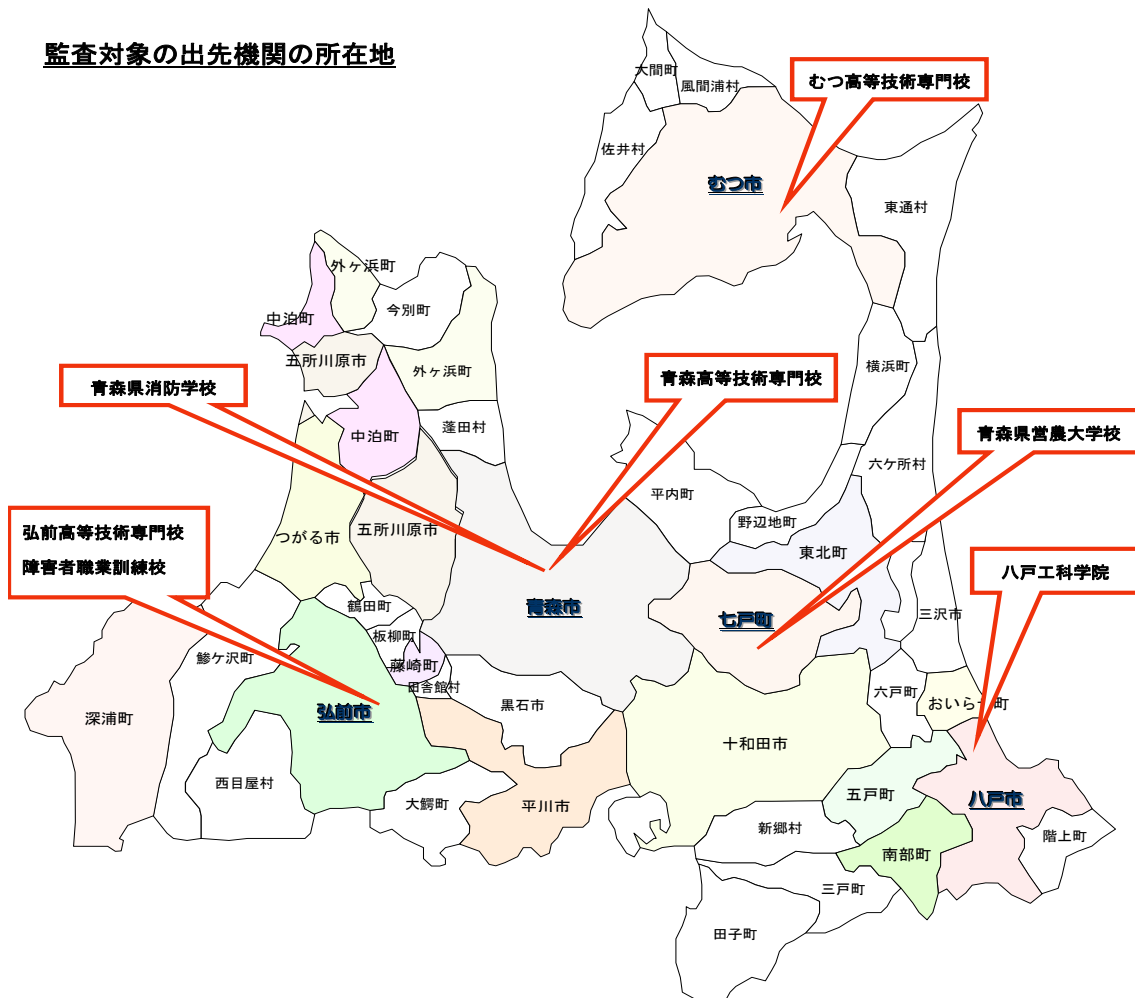 監査対象の出先機関の所在地
むつ高等技術専門校
大間町
風間浦村
佐井村
むつ市
東通村
外ヶ浜町
今別町
中泊町
五所川原市
外ヶ浜町
横浜町
青森県消防学校
青森高等技術専門校
青森県営農大学校
中泊町
蓬田村
六ケ所村
平内町
野辺地町
東北町
つがる市
五所川原市
弘前高等技術専門校
障害者職業訓練校
八戸工科学院
青森市
七戸町
鶴田町
板柳町
三沢市
藤崎町
田舎館村
鰺ケ沢町
六戸町
黒石市
おいらせ町
深浦町
弘前市
十和田市
西目屋村
大鰐町
平川市
五戸町
八戸市
新郷村
階上町
南部町
三戸町
田子町